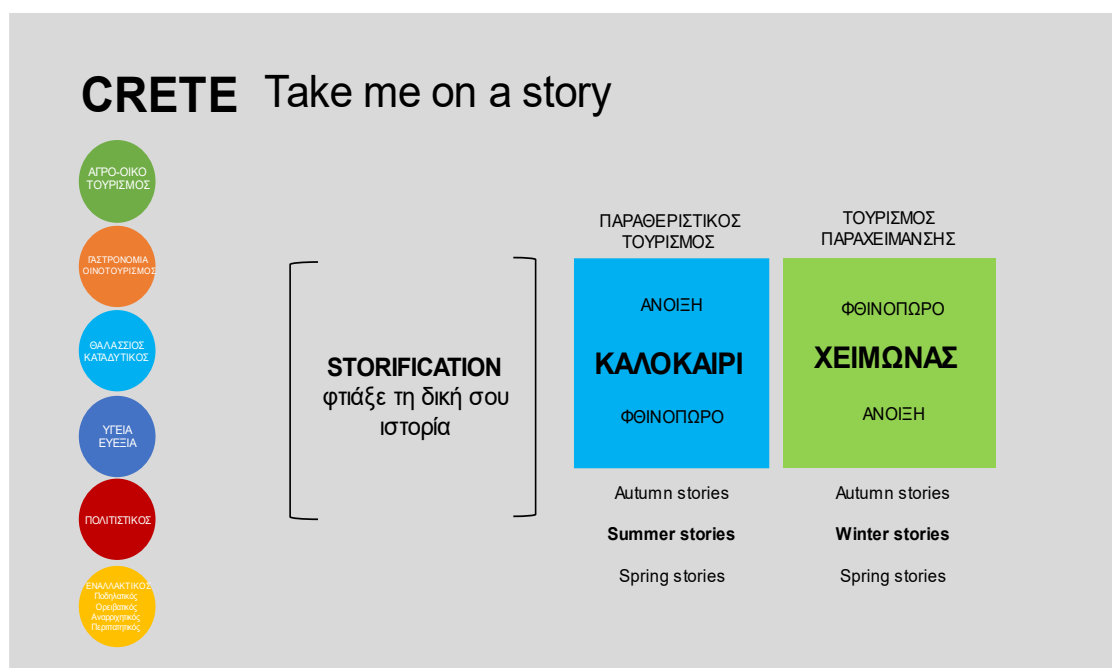 CRETE Take me on a story
ΑΓΡΟ-ΟΙΚΟ
ΤΟΥΡΙΣΜΟΣ
ΓΑΣΤΡΟΝΟΜΙΑ
ΟΙΝΟΤΟΥΡΙΣΜΟΣ
ΘΑΛΑΣΣΙΟΣ
ΚΑΤΑΔΥΤΙΚΟΣ
ΥΓΕΙΑ
ΕΥΕΞΙΑ
ΠΟΛΙΤΙΣΤΙΚΟΣ
ΕΝΑΛΛΑΚΤΙΚΟΣ
Ποδηλατικός
Ορειβατικός
Αναρριχητικός
Περιπατητικός
STORIFICATION
φτιάξε τη δική σου
ιστορία
ΠΑΡΑΘΕΡΙΣΤΙΚΟΣ
ΤΟΥΡΙΣΜΟΣ
ΑΝΟΙΞΗ
ΚΑΛΟΚΑΙΡΙ
ΦΘΙΝΟΠΩΡΟ
Autumn stories
Summer stories
Spring stories
ΤΟΥΡΙΣΜΟΣ
ΠΑΡΑΧΕΙΜΑΝΣΗΣ
ΦΘΙΝΟΠΩΡΟ
ΧΕΙΜΩΝΑΣ
ΑΝΟΙΞΗ
Autumn stories
Winter stories
Spring stories